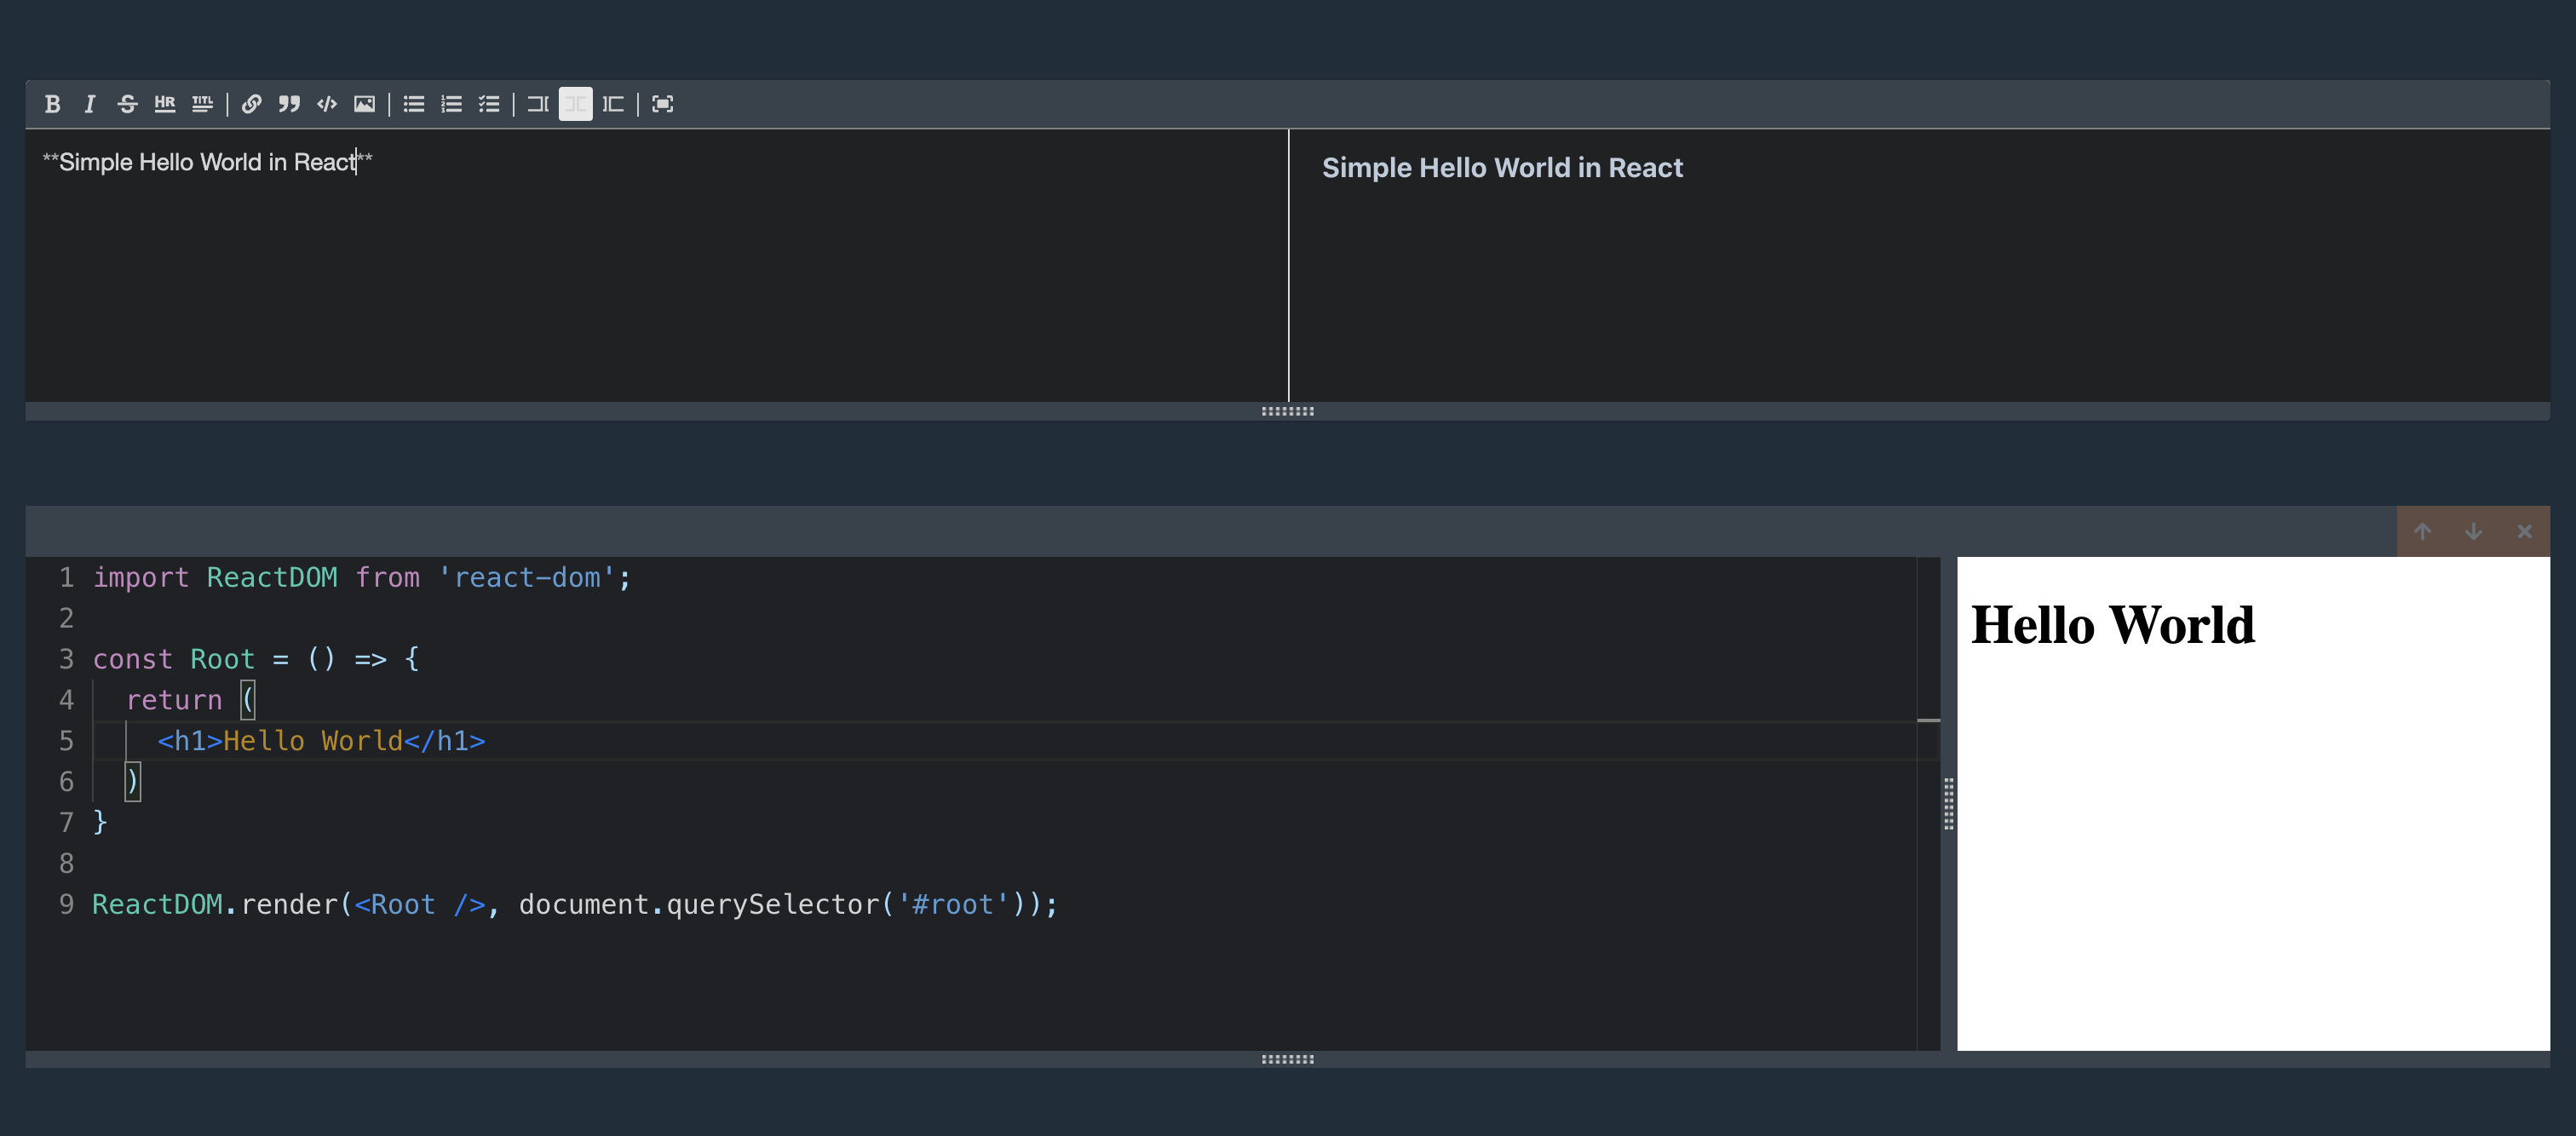 HR TITL
**Simple Hello World in React**
Simple Hello World in React
1 import ReactDOM from 'react-dom';
2
3 const Root = () => {
4   return (
5     <h1>Hello World</h1>
6   )
7 }
8
9 ReactDOM.render(<Root />, document.querySelector('#root'));
Hello World